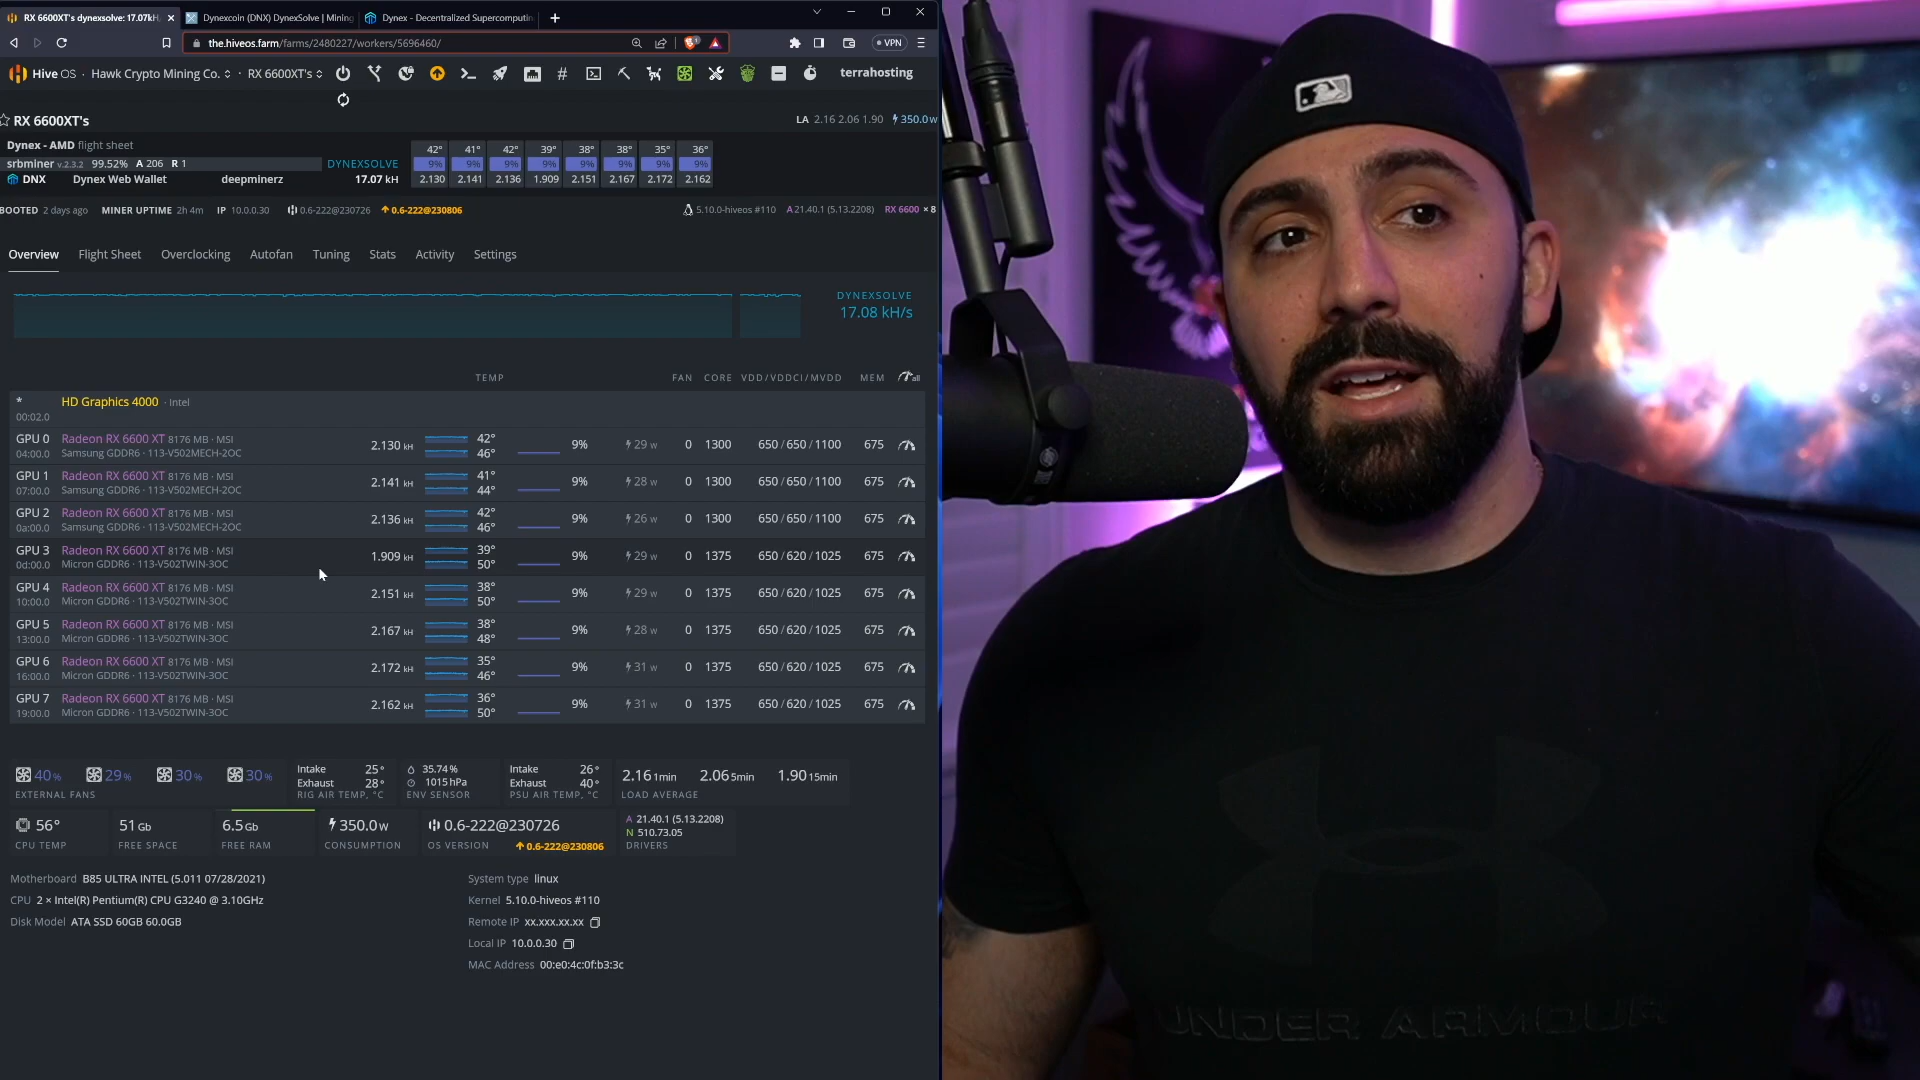 RX 6600XT's dynexsolve: 17.07kH,
Dynexcoin (DNX) DynexSolve | Mining
Dynex - Decentralized Supercomputin
the.hiveos.farm/farms/2480227/workers/5696460/
VPN
Hive OS · Hawk Crypto Mining Co. · RX 6600XT's
terrahosting
RX 6600XT's
LA 2.16 2.06 1.90 350.0 w
Dynex - AMD flight sheet
42° 41° 42° 39° 38° 38° 35° 36°
srbminer v.2.3.2 99.52% A 206 R 1 DYNEXSOLVE
9% 9% 9% 9% 9% 9% 9% 9%
DNX Dynex Web Wallet deepminerz 17.07 kH
2.130 2.141 2.136 1.909 2.151 2.167 2.172 2.162
BOOTED 2 days ago MINER UPTIME 2h 4m IP 10.0.0.30 0.6-222@230726 0.6-222@230806
5.10.0-hiveos #110 A 21.40.1 (5.13.2208) RX 6600 × 8
Overview Flight Sheet Overclocking Autofan Tuning Stats Activity Settings
DYNEXSOLVE
17.08 kH/s
TEMP FAN CORE VDD/VDDCI/MVDD MEM all
* HD Graphics 4000 · Intel
00:02.0
GPU 0 Radeon RX 6600 XT 8176 MB · MSI 2.130 kH 42° 9% 29 w 0 1300 650/650/1100 675
04:00.0 Samsung GDDR6 · 113-V502MECH-2OC 46°
GPU 1 Radeon RX 6600 XT 8176 MB · MSI 2.141 kH 41° 9% 28 w 0 1300 650/650/1100 675
07:00.0 Samsung GDDR6 · 113-V502MECH-2OC 44°
GPU 2 Radeon RX 6600 XT 8176 MB · MSI 2.136 kH 42° 9% 26 w 0 1300 650/650/1100 675
0a:00.0 Samsung GDDR6 · 113-V502MECH-2OC 46°
GPU 3 Radeon RX 6600 XT 8176 MB · MSI 1.909 kH 39° 9% 29 w 0 1375 650/620/1025 675
0d:00.0 Micron GDDR6 · 113-V502TWIN-3OC 50°
GPU 4 Radeon RX 6600 XT 8176 MB · MSI 2.151 kH 38° 9% 29 w 0 1375 650/620/1025 675
10:00.0 Micron GDDR6 · 113-V502TWIN-3OC 50°
GPU 5 Radeon RX 6600 XT 8176 MB · MSI 2.167 kH 38° 9% 28 w 0 1375 650/620/1025 675
13:00.0 Micron GDDR6 · 113-V502TWIN-3OC 48°
GPU 6 Radeon RX 6600 XT 8176 MB · MSI 2.172 kH 35° 9% 31 w 0 1375 650/620/1025 675
16:00.0 Micron GDDR6 · 113-V502TWIN-3OC 46°
GPU 7 Radeon RX 6600 XT 8176 MB · MSI 2.162 kH 36° 9% 31 w 0 1375 650/620/1025 675
19:00.0 Micron GDDR6 · 113-V502TWIN-3OC 50°
40% 29% 30% 30%
EXTERNAL FANS
Intake 25°
Exhaust 28°
RIG AIR TEMP, °C
35.74%
1015 hPa
ENV SENSOR
Intake 26°
Exhaust 40°
PSU AIR TEMP, °C
2.16 1min 2.06 5min 1.90 15min
LOAD AVERAGE
56°
CPU TEMP
51 Gb
FREE SPACE
6.5 Gb
FREE RAM
350.0 w
CONSUMPTION
0.6-222@230726
OS VERSION 0.6-222@230806
A 21.40.1 (5.13.2208)
N 510.73.05
DRIVERS
Motherboard B85 ULTRA INTEL (5.011 07/28/2021)
CPU 2 × Intel(R) Pentium(R) CPU G3240 @ 3.10GHz
Disk Model ATA SSD 60GB 60.0GB
System type linux
Kernel 5.10.0-hiveos #110
Remote IP xx.xxx.xx.xx
Local IP 10.0.0.30
MAC Address 00:e0:4c:0f:b3:3c
UNDER ARMOUR